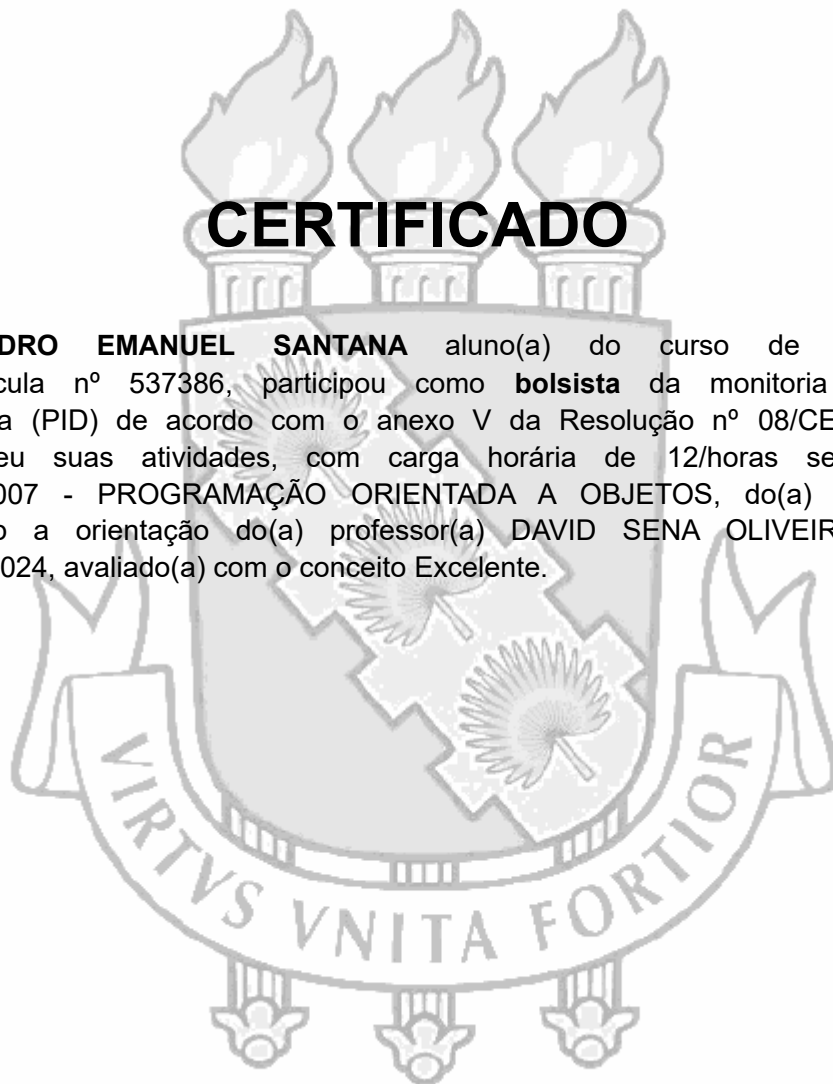 CERTIFICADO
DRO EMANUEL SANTANA aluno(a) do curso de
cula nº 537386, participou como bolsista da monitoria
a (PID) de acordo com o anexo V da Resolução nº 08/CE
eu suas atividades, com carga horária de 12/horas se
007 - PROGRAMAÇÃO ORIENTADA A OBJETOS, do(a)
o a orientação do(a) professor(a) DAVID SENA OLIVEIR
024, avaliado(a) com o conceito Excelente.
VIRTVS VNITA FORTIOR